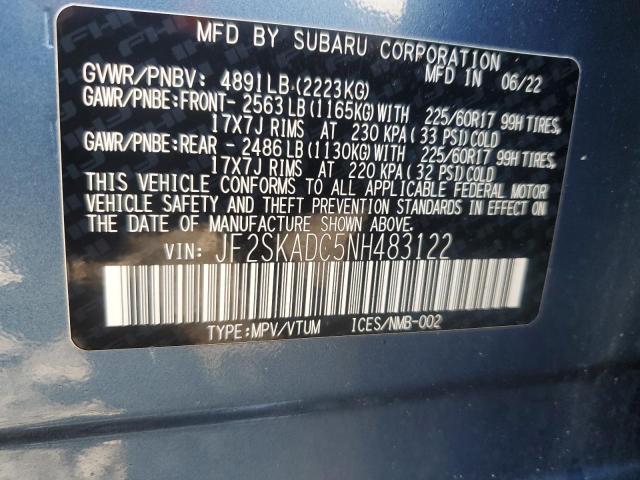 MFD BY SUBARU CORPORATION
GVWR/PNBV: 4891LB (2223KG) MFD IN 06/22
GAWR/PNBE:FRONT- 2563 LB(1165KG)WITH 225/60R17 99H TIRES,
17X7J RIMS AT 230 KPA (33 PSI)COLD
GAWR/PNBE:REAR - 2486 LB(1130KG)WITH 225/60R17 99H TIRES,
17X7J RIMS AT 220 KPA (32 PSI)COLD
THIS VEHICLE CONFORMS TO ALL APPLICABLE FEDERAL MOTOR
VEHICLE SAFETY AND THEFT PREVENTION STANDARDS IN EFFECT ON
THE DATE OF MANUFACTURE SHOWN ABOVE.
VIN: JF2SKADC5NH483122
TYPE:MPV/VTUM ICES/NMB-002